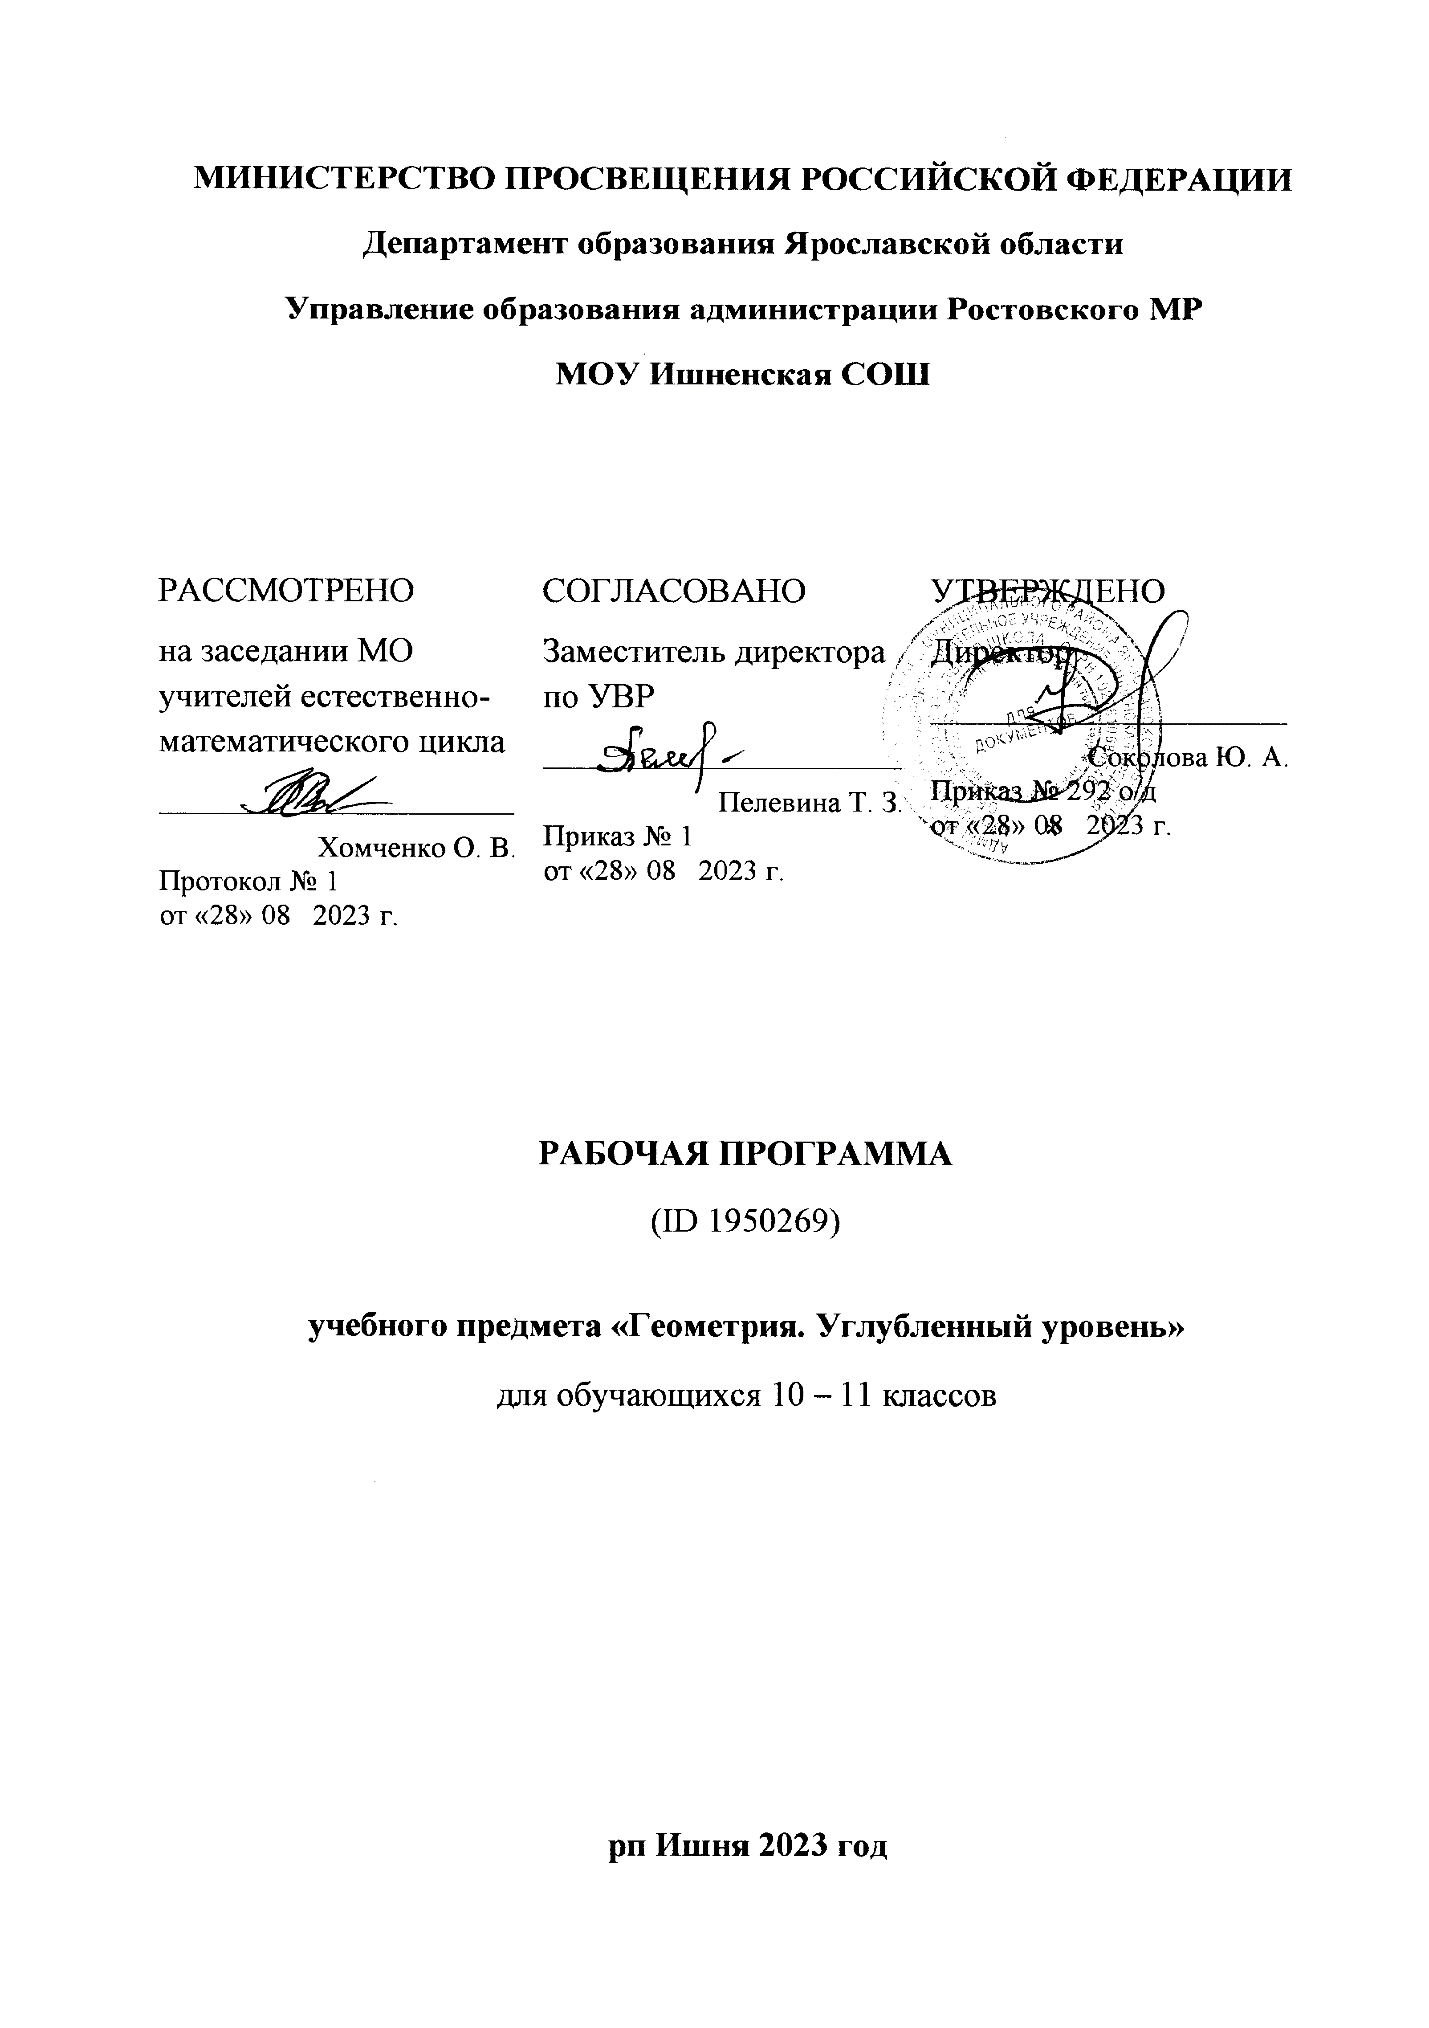 МИНИСТЕРСТВО ПРОСВЕЩЕНИЯ РОССИЙСКОЙ ФЕДЕРАЦИИ
Департамент образования Ярославской области
Управление образования администрации Ростовского МР
МОУ Ишненская СОШ
РАССМОТРЕНО
на заседании МО
учителей естественно-
математического цикла
Хомченко О. В.
Протокол № 1
от «28» 08 2023 г.
СОГЛАСОВАНО
Заместитель директора
по УВР
Пелевина Т. З.
Приказ № 1
от «28» 08 2023 г.
УТВЕРЖДЕНО
Директор
ДЛЯ
ДОКУМЕНТОВ
Соколова Ю. А.
Приказ № 292 о/д
от «28» 08 2023 г.
РАБОЧАЯ ПРОГРАММА
(ID 1950269)
учебного предмета «Геометрия. Углубленный уровень»
для обучающихся 10 – 11 классов
рп Ишня 2023 год